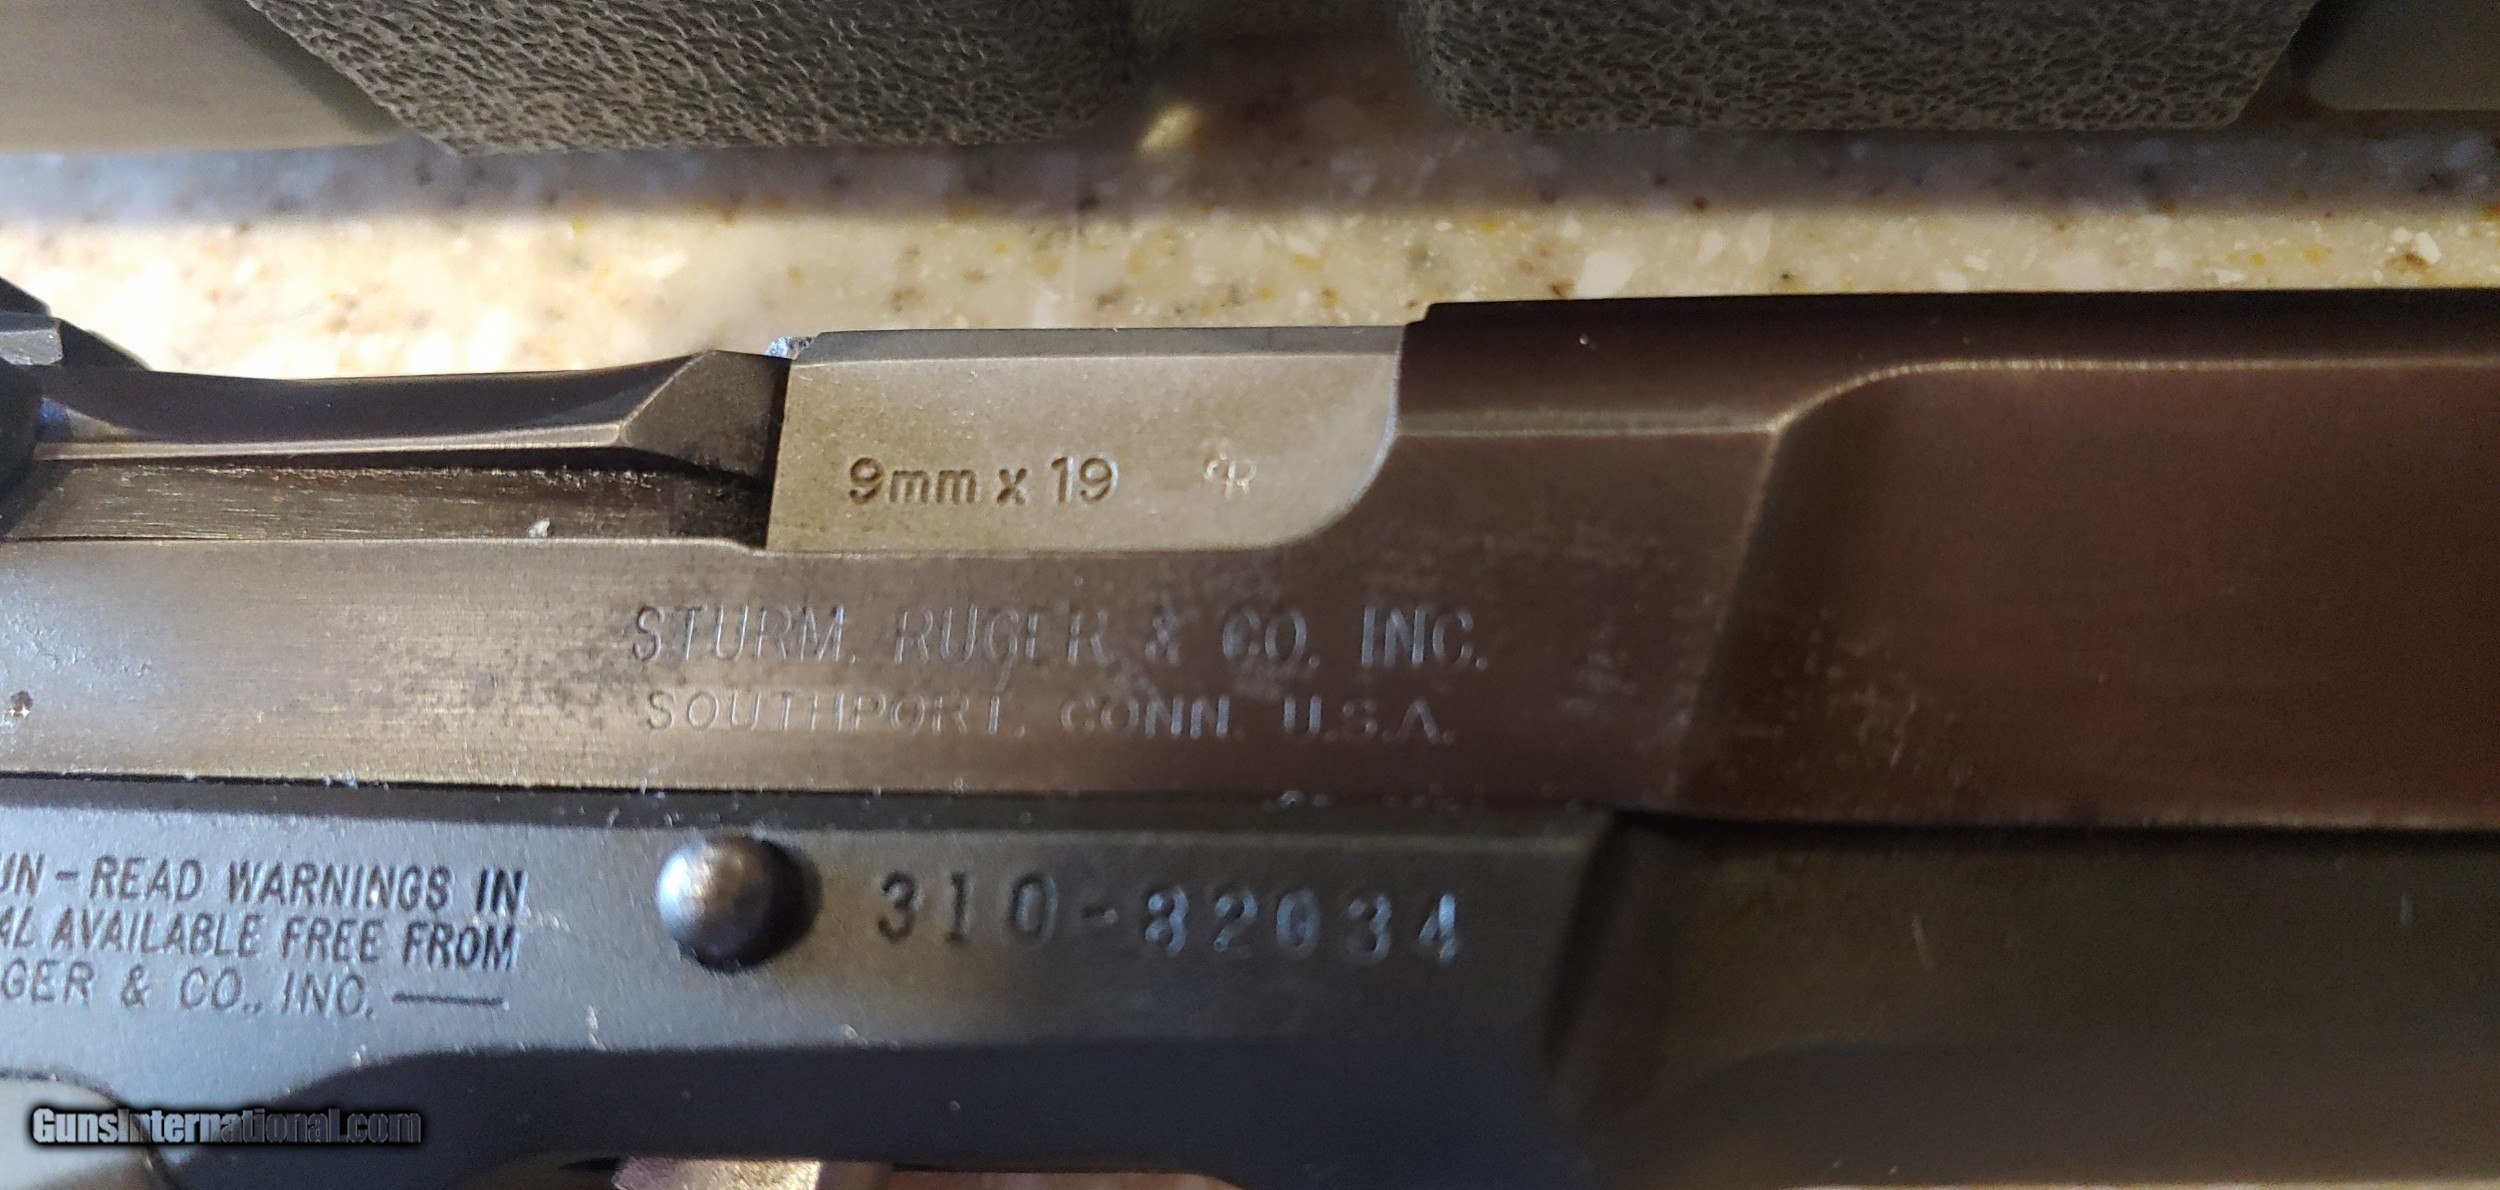 9mm x 19
STURM, RUGER & CO. INC.
SOUTHPORT, CONN. U.S.A.
UN - READ WARNINGS IN
AL AVAILABLE FREE FROM
GER & CO., INC.
310-82034
GunsInternational.com